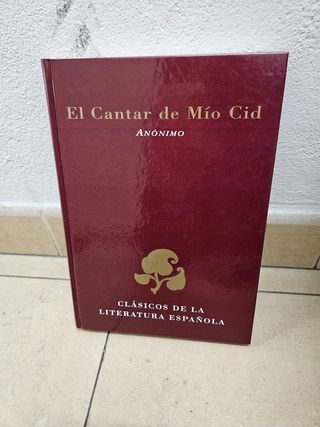 El Cantar de Mío Cid
ANÓNIMO
CLÁSICOS DE LA
LITERATURA ESPAÑOLA